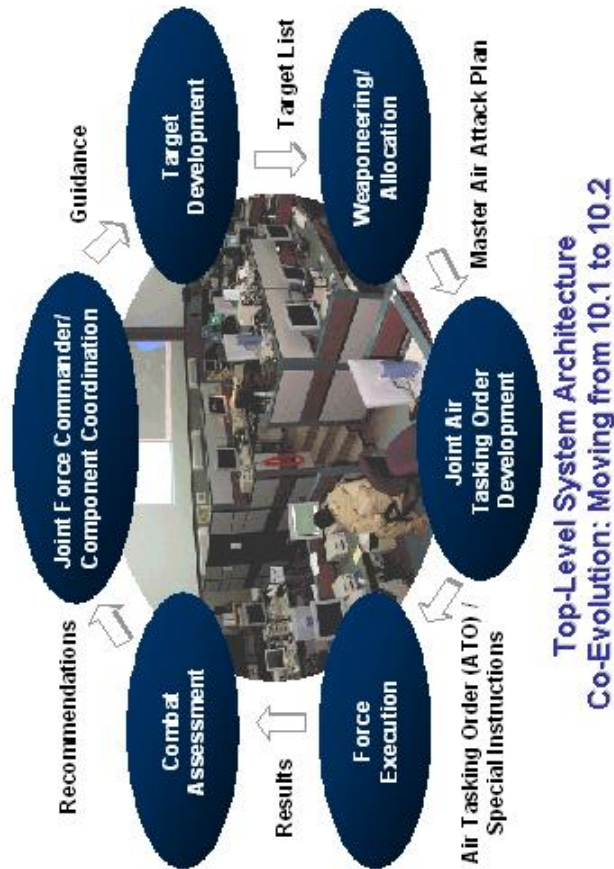 Joint Force Commander/
Component Coordination
Guidance
Target
Development
Target List
Weaponeering/
Allocation
Master Air Attack Plan
Joint Air
Tasking Order
Development
Air Tasking Order (ATO) /
Special Instructions
Force
Execution
Results
Combat
Assessment
Recommendations
Top-Level System Architecture
Co-Evolution: Moving from 10.1 to 10.2